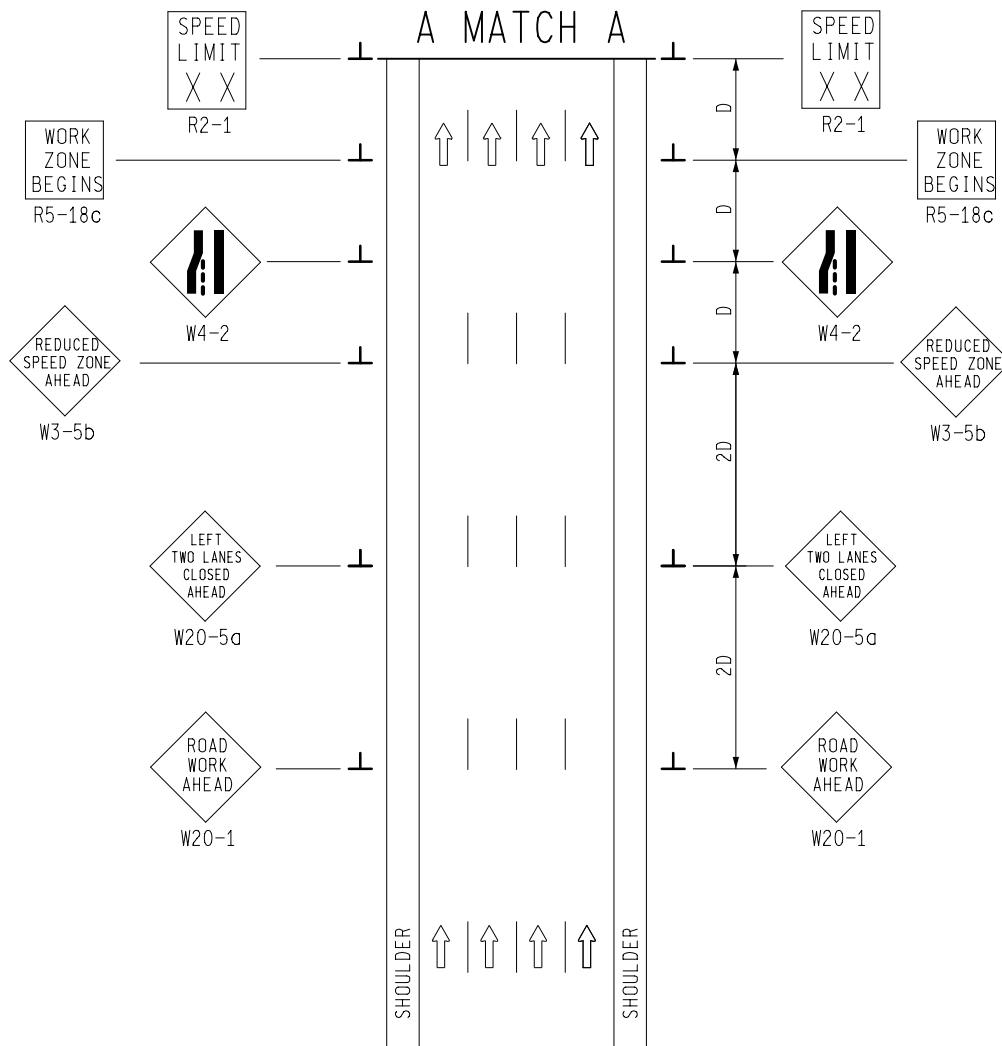 A MATCH A
SPEED
LIMIT
X X
R2-1
SPEED
LIMIT
X X
R2-1
D
WORK
ZONE
BEGINS
R5-18c
WORK
ZONE
BEGINS
R5-18c
D
W4-2
W4-2
D
REDUCED
SPEED ZONE
AHEAD
W3-5b
REDUCED
SPEED ZONE
AHEAD
W3-5b
2D
LEFT
TWO LANES
CLOSED
AHEAD
W20-5a
LEFT
TWO LANES
CLOSED
AHEAD
W20-5a
2D
ROAD
WORK
AHEAD
W20-1
ROAD
WORK
AHEAD
W20-1
SHOULDER
SHOULDER